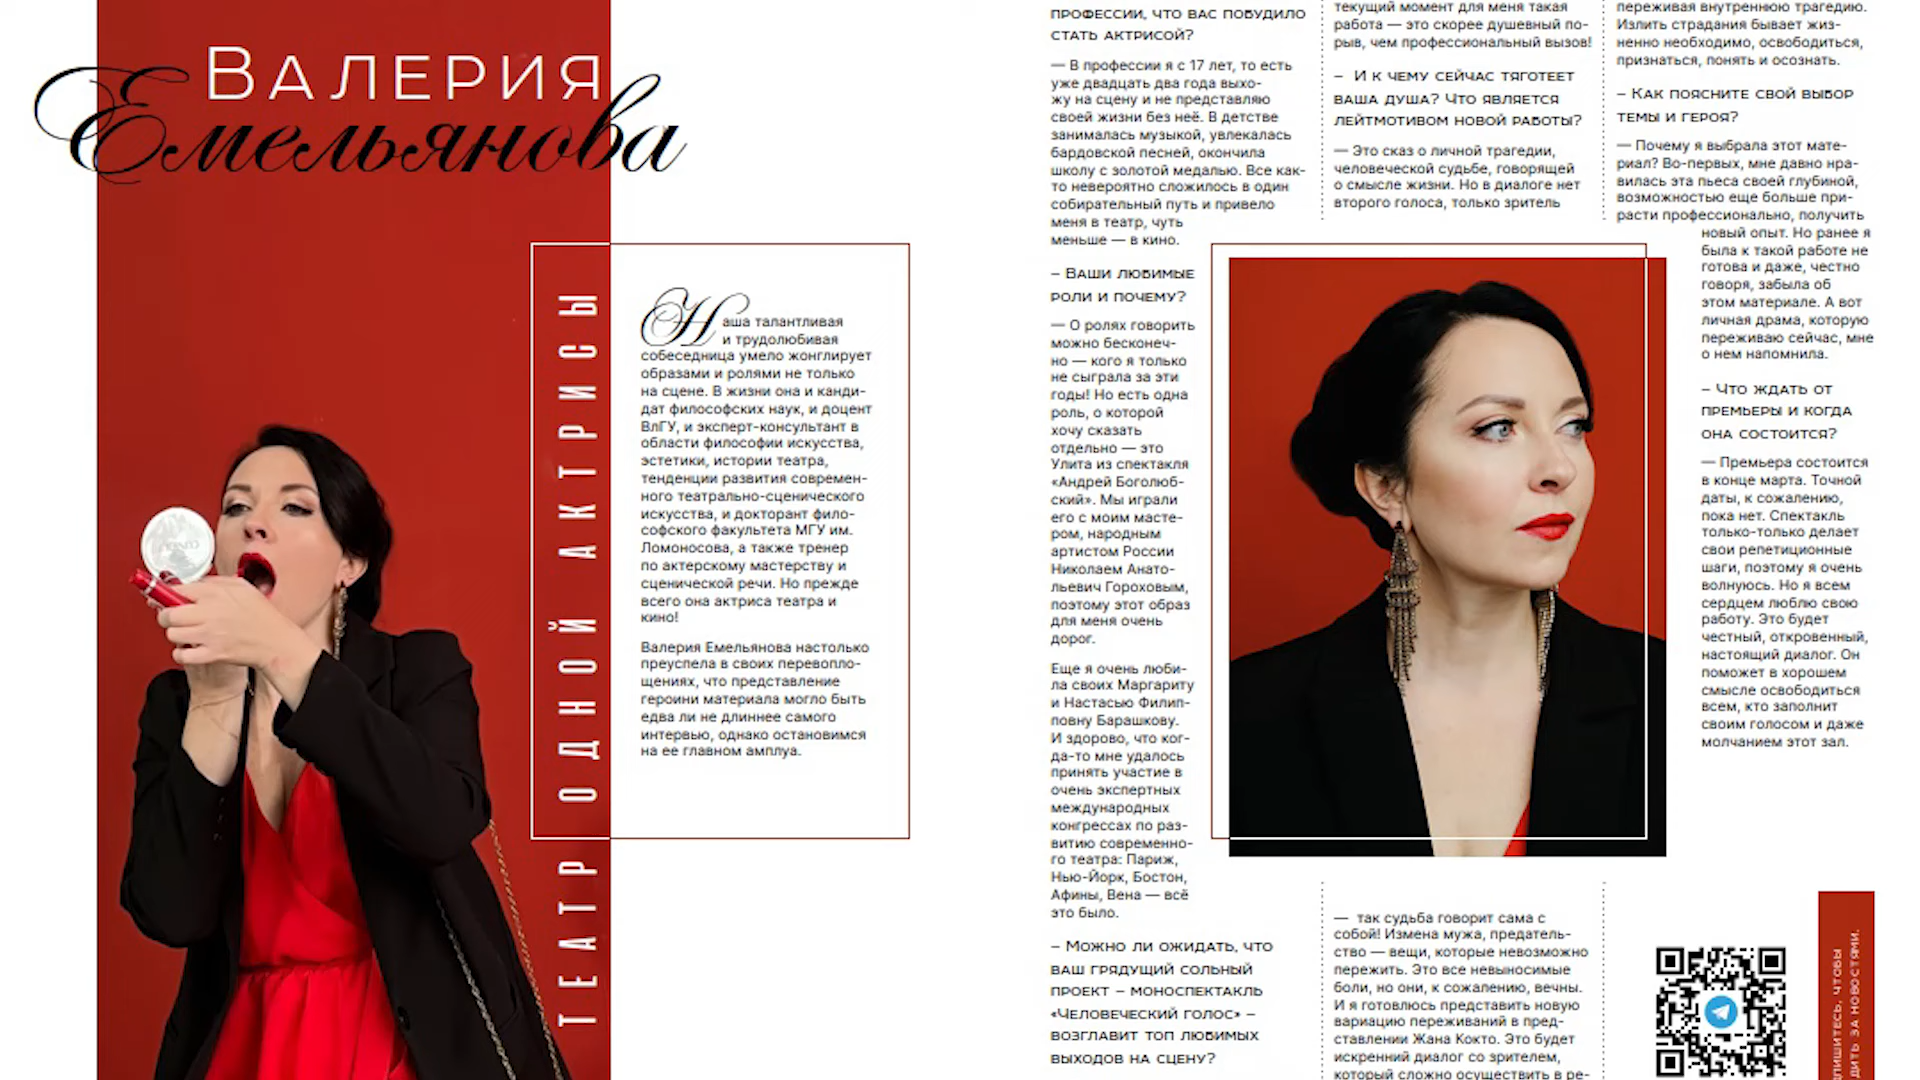 ВАЛЕРИЯ
Емельянова
ТЕАТР ОДНОЙ АКТРИСЫ
Наша талантливая
и трудолюбивая
собеседница умело жонглирует
образами и ролями не только
на сцене. В жизни она и канди-
дат философских наук, и доцент
ВлГУ, и эксперт-консультант в
области философии искусства,
эстетики, истории театра,
тенденции развития современ-
ного театрально-сценического
искусства, и докторант фило-
софского факультета МГУ им.
Ломоносова, а также тренер
по актерскому мастерству и
сценической речи. Но прежде
всего она актриса театра и
кино!
Валерия Емельянова настолько
преуспела в своих перевопло-
щениях, что представление
героини материала могло быть
едва ли не длиннее самого
интервью, однако остановимся
на ее главном амплуа.
ПРОФЕССИИ, ЧТО ВАС ПОБУДИЛО
СТАТЬ АКТРИСОЙ?
— В профессии я с 17 лет, то есть
уже двадцать два года выхо-
жу на сцену и не представляю
своей жизни без неё. В детстве
занималась музыкой, увлекалась
бардовской песней, окончила
школу с золотой медалью. Все как-
то невероятно сложилось в один
собирательный путь и привело
меня в театр, чуть
меньше — в кино.
– ВАШИ ЛЮБИМЫЕ
РОЛИ И ПОЧЕМУ?
— О ролях говорить
можно бесконеч-
но — кого я только
не сыграла за эти
годы! Но есть одна
роль, о которой
хочу сказать
отдельно — это
Улита из спектакля
«Андрей Боголюб-
ский». Мы играли
его с моим масте-
ром, народным
артистом России
Николаем Анато-
льевич Гороховым,
поэтому этот образ
для меня очень
дорог.
Еще я очень люби-
ла своих Маргариту
и Настасью Филип-
повну Барашкову.
И здорово, что ког-
да-то мне удалось
принять участие в
очень экспертных
международных
конгрессах по раз-
витию современно-
го театра: Париж,
Нью-Йорк, Бостон,
Афины, Вена — всё
это было.
– МОЖНО ЛИ ОЖИДАТЬ, ЧТО
ВАШ ГРЯДУЩИЙ СОЛЬНЫЙ
ПРОЕКТ – МОНОСПЕКТАКЛЬ
«ЧЕЛОВЕЧЕСКИЙ ГОЛОС» –
ВОЗГЛАВИТ ТОП ЛЮБИМЫХ
ВЫХОДОВ НА СЦЕНУ?
текущий момент для меня такая
работа — это скорее душевный по-
рыв, чем профессиональный вызов!
– И К ЧЕМУ СЕЙЧАС ТЯГОТЕЕТ
ВАША ДУША? ЧТО ЯВЛЯЕТСЯ
ЛЕЙТМОТИВОМ НОВОЙ РАБОТЫ?
— Это сказ о личной трагедии,
человеческой судьбе, говорящей
о смысле жизни. Но в диалоге нет
второго голоса, только зритель
— так судьба говорит сама с
собой! Измена мужа, предатель-
ство — вещи, которые невозможно
пережить. Это все невыносимые
боли, но они, к сожалению, вечны.
И я готовлюсь представить новую
вариацию переживаний в пред-
ставлении Жана Кокто. Это будет
искренний диалог со зрителем,
который сложно осуществить в ре-
переживая внутреннюю трагедию.
Излить страдания бывает жиз-
ненно необходимо, освободиться,
признаться, понять и осознать.
– КАК ПОЯСНИТЕ СВОЙ ВЫБОР
ТЕМЫ И ГЕРОЯ?
— Почему я выбрала этот мате-
риал? Во-первых, мне давно нра-
вилась эта пьеса своей глубиной,
возможностью еще больше при-
расти профессионально, получить
новый опыт. Но ранее я
была к такой работе не
готова и даже, честно
говоря, забыла об
этом материале. А вот
личная драма, которую
переживаю сейчас, мне
о нем напомнила.
– ЧТО ЖДАТЬ ОТ
ПРЕМЬЕРЫ И КОГДА
ОНА СОСТОИТСЯ?
— Премьера состоится
в конце марта. Точной
даты, к сожалению,
пока нет. Спектакль
только-только делает
свои репетиционные
шаги, поэтому я очень
волнуюсь. Но я всем
сердцем люблю свою
работу. Это будет
честный, откровенный,
настоящий диалог. Он
поможет в хорошем
смысле освободиться
всем, кто заполнит
своим голосом и даже
молчанием этот зал.
ЧТОБЫ
ЗА НОВОСТЯМИ.